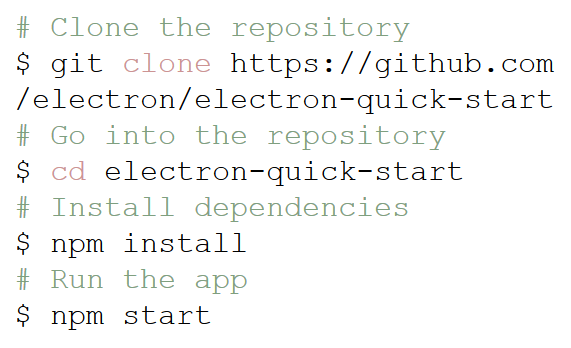 # Clone the repository
$ git clone https://github.com
/electron/electron-quick-start
# Go into the repository
$ cd electron-quick-start
# Install dependencies
$ npm install
# Run the app
$ npm start